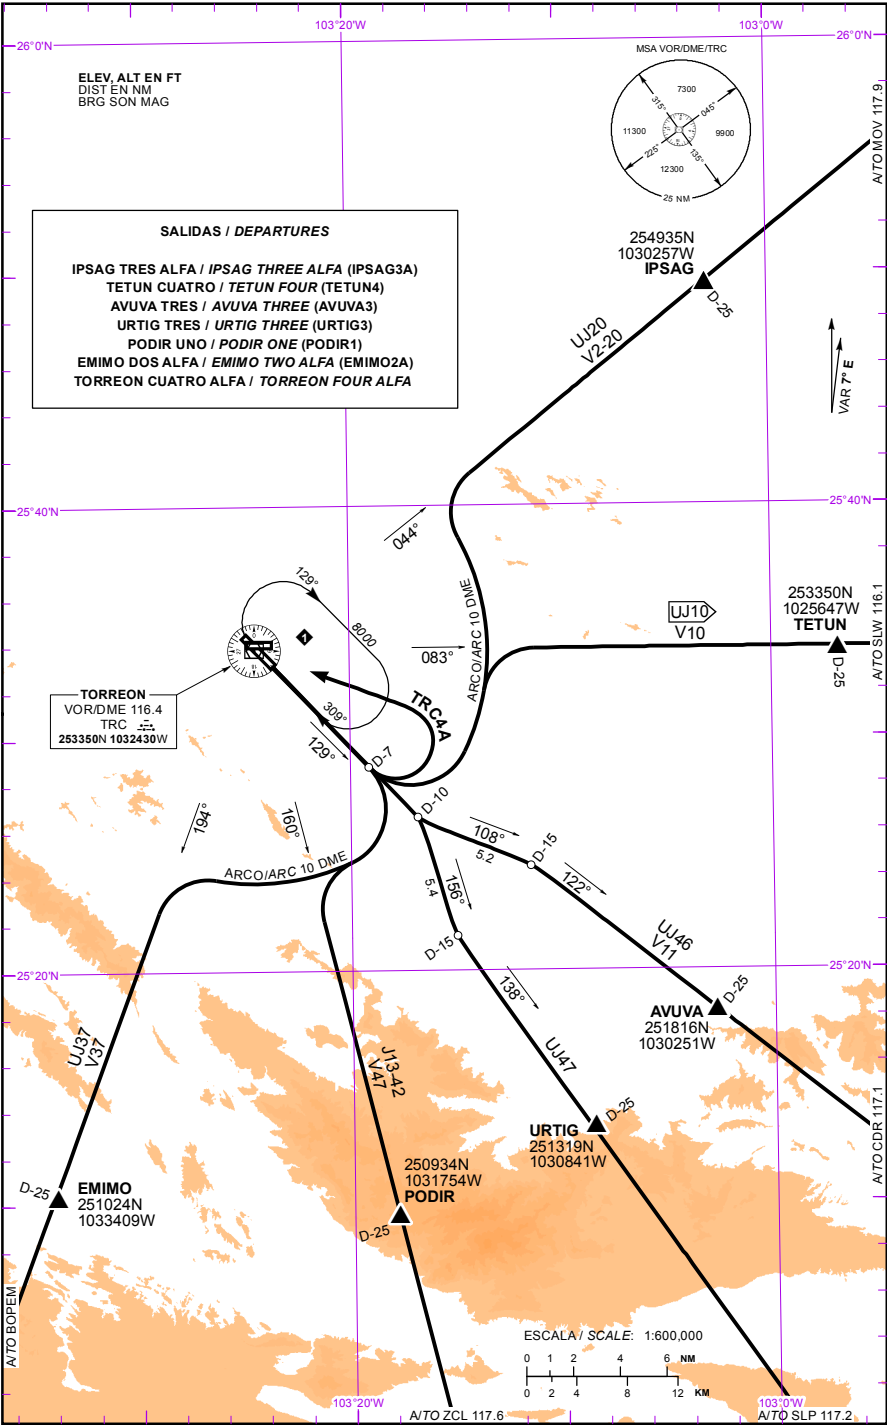 103°20'W
103°0'W
26°0'N
26°0'N
ELEV, ALT EN FT
DIST EN NM
BRG SON MAG
MSA VOR/DME/TRC
7300
315°
045°
11300
9900
225°
135°
12300
25 NM
A/TO MOV 117.9
SALIDAS / DEPARTURES
IPSAG TRES ALFA / IPSAG THREE ALFA (IPSAG3A)
TETUN CUATRO / TETUN FOUR (TETUN4)
AVUVA TRES / AVUVA THREE (AVUVA3)
URTIG TRES / URTIG THREE (URTIG3)
PODIR UNO / PODIR ONE (PODIR1)
EMIMO DOS ALFA / EMIMO TWO ALFA (EMIMO2A)
TORREON CUATRO ALFA / TORREON FOUR ALFA
254935N
1030257W
IPSAG
D-25
UJ20
V2-20
VAR 7° E
25°40'N
25°40'N
044°
129°
8000
1
ARCO/ARC 10 DME
083°
UJ10
V10
253350N
1025647W
TETUN
D-25
A/TO SLW 116.1
TORREON
VOR/DME 116.4
TRC
253350N 1032430W
309°
129°
TRC4A
D-7
D-10
194°
160°
ARCO/ARC 10 DME
108°
5.2
D-15
122°
5.4
156°
D-15
138°
UJ46
V11
25°20'N
25°20'N
D-25
AVUVA
251816N
1030251W
UJ37
V37
J13-42
V47
UJ47
D-25
URTIG
251319N
1030841W
A/TO CDR 117.1
D-25
EMIMO
251024N
1033409W
250934N
1031754W
PODIR
D-25
A/TO BOPEM
ESCALA / SCALE: 1:600,000
0 1 2 4 6 NM
0 2 4 8 12 KM
103°20'W
103°0'W
A/TO ZCL 117.6
A/TO SLP 117.2